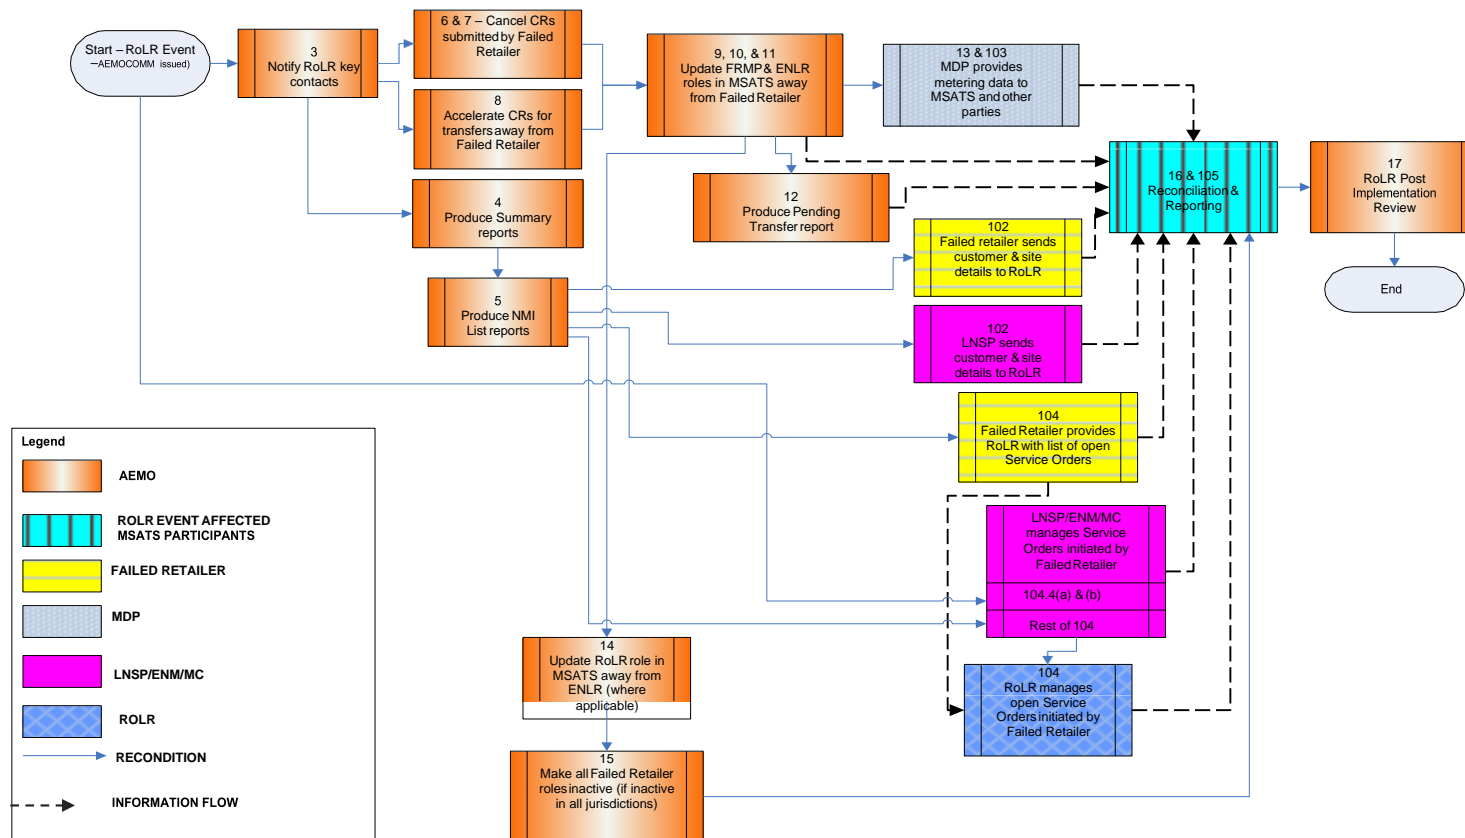 Start – RoLR Event
–AEMOCOMM issued)
3
Notify RoLR key
contacts
6 & 7 – Cancel CRs
submitted by Failed
Retailer
8
Accelerate CRs for
transfers away from
Failed Retailer
4
Produce Summary
reports
5
Produce NMI
List reports
9, 10, & 11
Update FRMP & ENLR
roles in MSATS away
from Failed Retailer
12
Produce Pending
Transfer report
13 & 103
MDP provides
metering data to
MSATS and other
parties
16 & 105
Reconciliation &
Reporting
17
RoLR Post
Implementation
Review
End
102
Failed retailer sends
customer & site
details to RoLR
102
LNSP sends
customer & site
details to RoLR
104
Failed Retailer provides
RoLR with list of open
Service Orders
LNSP/ENM/MC
manages Service
Orders initiated by
Failed Retailer
104.4(a) & (b)
Rest of 104
104
RoLR manages
open Service
Orders initiated by
Failed Retailer
14
Update RoLR role in
MSATS away from
ENLR (where
applicable)
15
Make all Failed Retailer
roles inactive (if inactive
in all jurisdictions)
Legend
AEMO
ROLR EVENT AFFECTED
MSATS PARTICIPANTS
FAILED RETAILER
MDP
LNSP/ENM/MC
ROLR
RECONDITION
INFORMATION FLOW